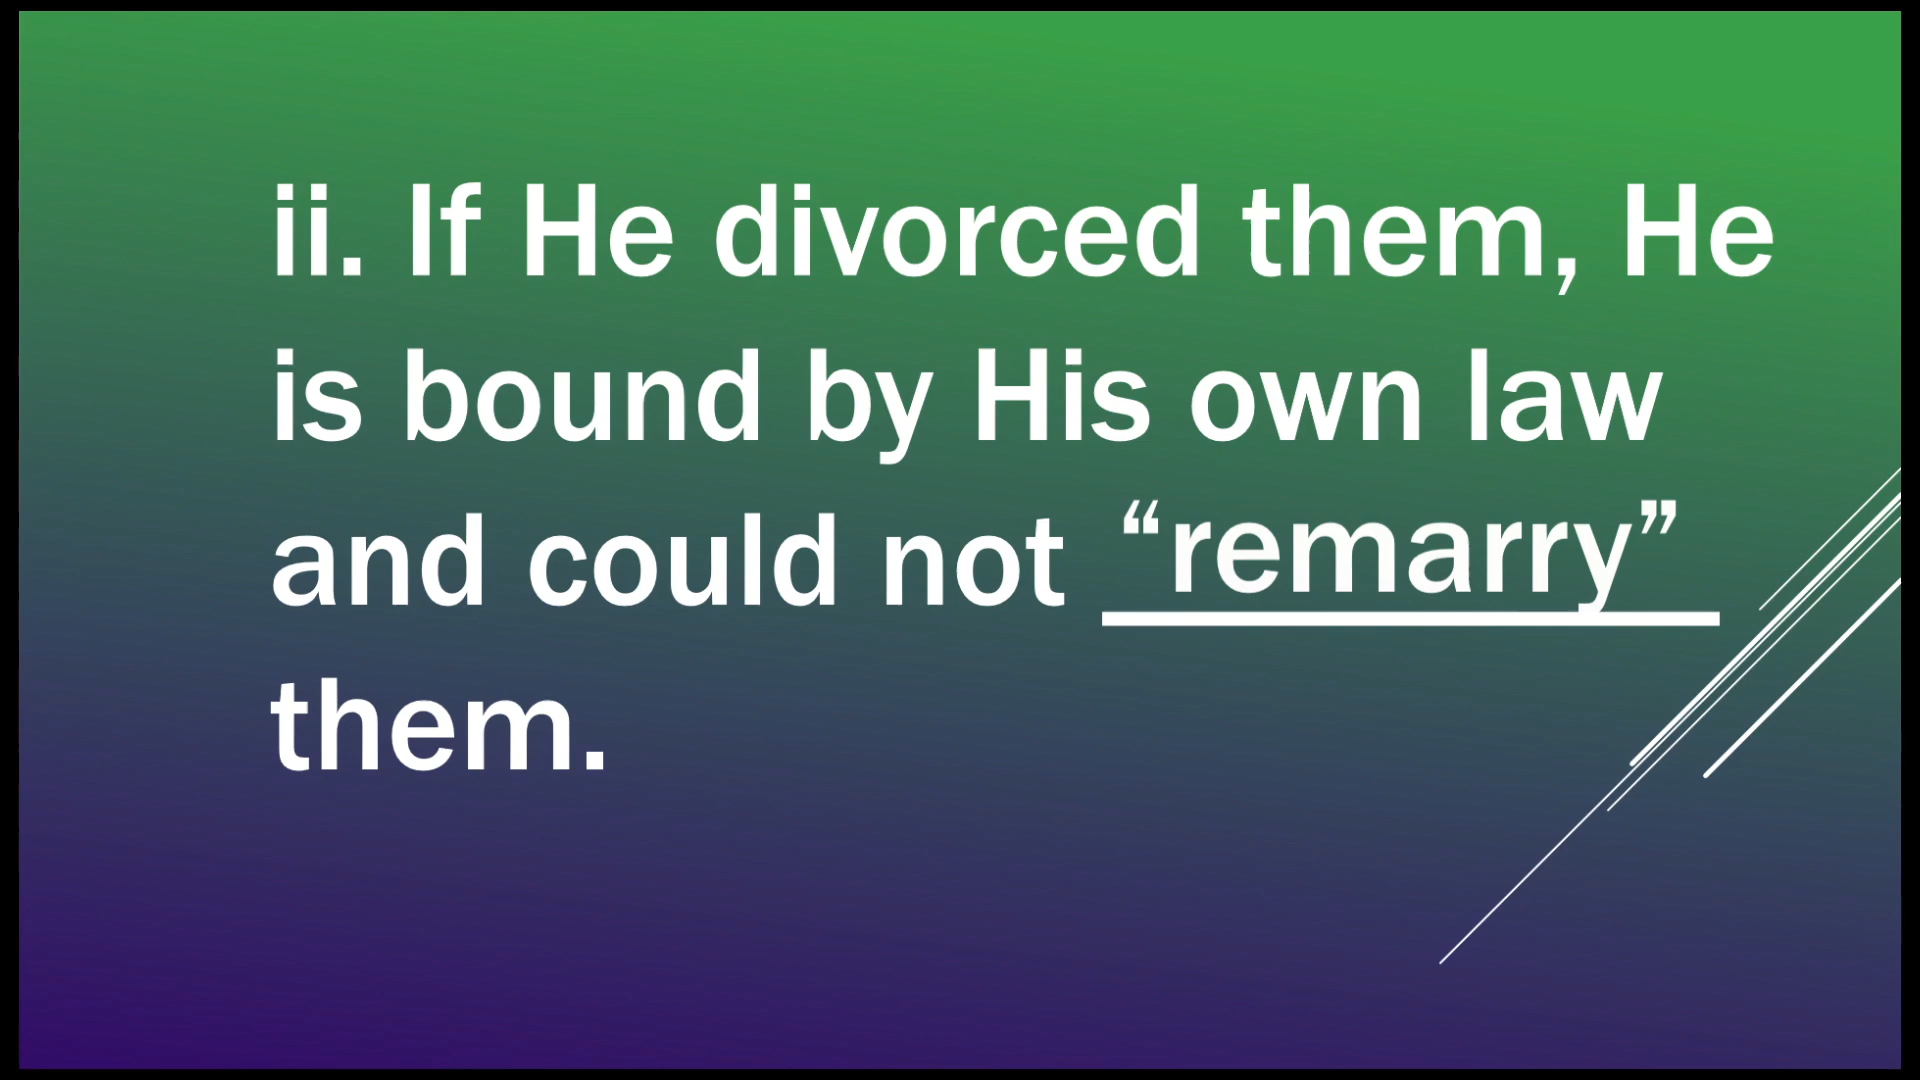 ii. If He divorced them, He
is bound by His own law
and could not “remarry”
them.